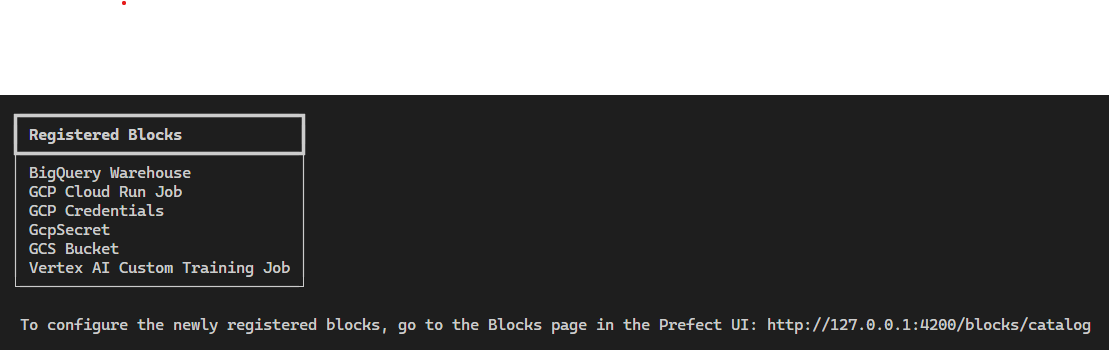 Registered Blocks
BigQuery Warehouse
GCP Cloud Run Job
GCP Credentials
GcpSecret
GCS Bucket
Vertex AI Custom Training Job
To configure the newly registered blocks, go to the Blocks page in the Prefect UI: http://127.0.0.1:4200/blocks/catalog